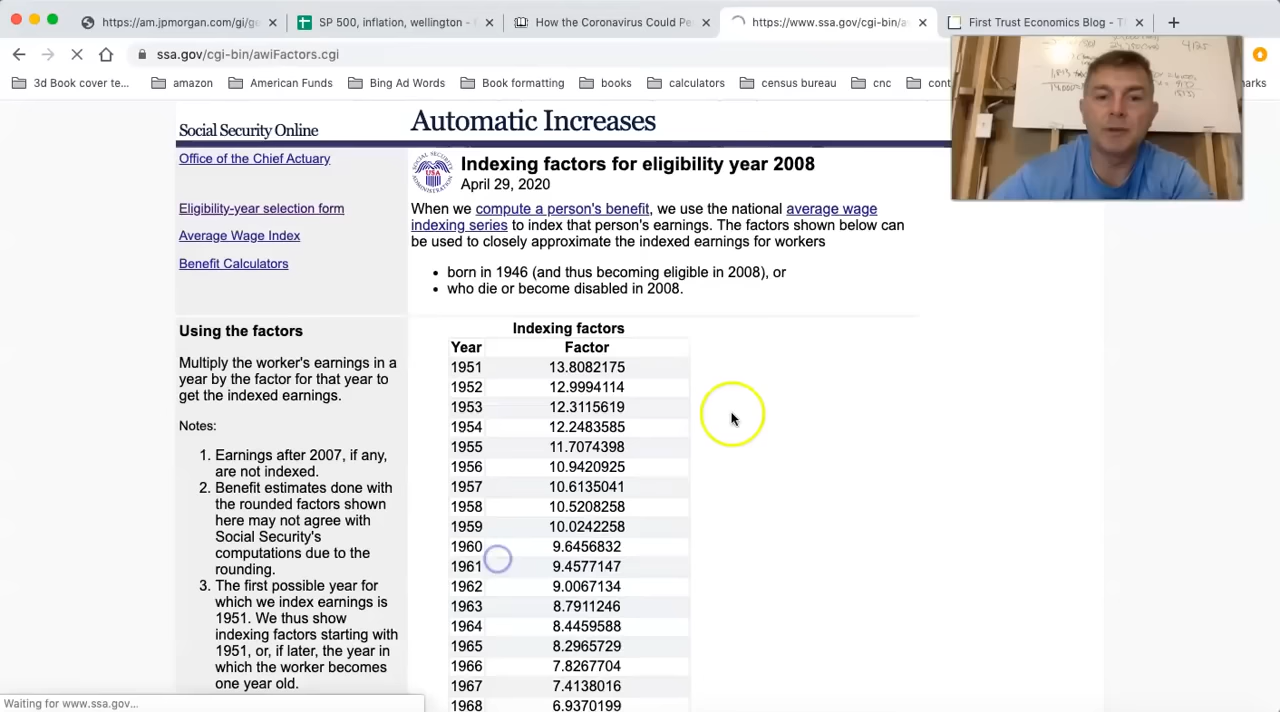 https://am.jpmorgan.com/gi/ge
SP 500, inflation, wellington -
How the Coronavirus Could Pe
https://www.ssa.gov/cgi-bin/a
First Trust Economics Blog - T
ssa.gov/cgi-bin/awiFactors.cgi
3d Book cover te...
amazon
American Funds
Bing Ad Words
Book formatting
books
calculators
census bureau
cnc
con
arks
Social Security Online
Automatic Increases
Office of the Chief Actuary
Eligibility-year selection form
Average Wage Index
Benefit Calculators
Indexing factors for eligibility year 2008
April 29, 2020
When we compute a person's benefit, we use the national average wage
indexing series to index that person's earnings. The factors shown below can
be used to closely approximate the indexed earnings for workers
• born in 1946 (and thus becoming eligible in 2008), or
• who die or become disabled in 2008.
Using the factors
Multiply the worker's earnings in a
year by the factor for that year to
get the indexed earnings.
Notes:
1. Earnings after 2007, if any,
are not indexed.
2. Benefit estimates done with
the rounded factors shown
here may not agree with
Social Security's
computations due to the
rounding.
3. The first possible year for
which we index earnings is
1951. We thus show
indexing factors starting with
1951, or, if later, the year in
which the worker becomes
one year old.
Indexing factors
Year Factor
1951 13.8082175
1952 12.9994114
1953 12.3115619
1954 12.2483585
1955 11.7074398
1956 10.9420925
1957 10.6135041
1958 10.5208258
1959 10.0242258
1960 9.6456832
1961 9.4577147
1962 9.0067134
1963 8.7911246
1964 8.4459588
1965 8.2965729
1966 7.8267704
1967 7.4138016
1968 6.9370199
Waiting for www.ssa.gov...